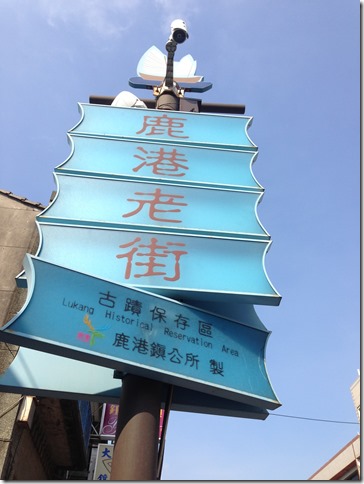 鹿
港
老
街
古蹟保存區
Lukang Historical Reservation Area
鹿港鎮公所 製